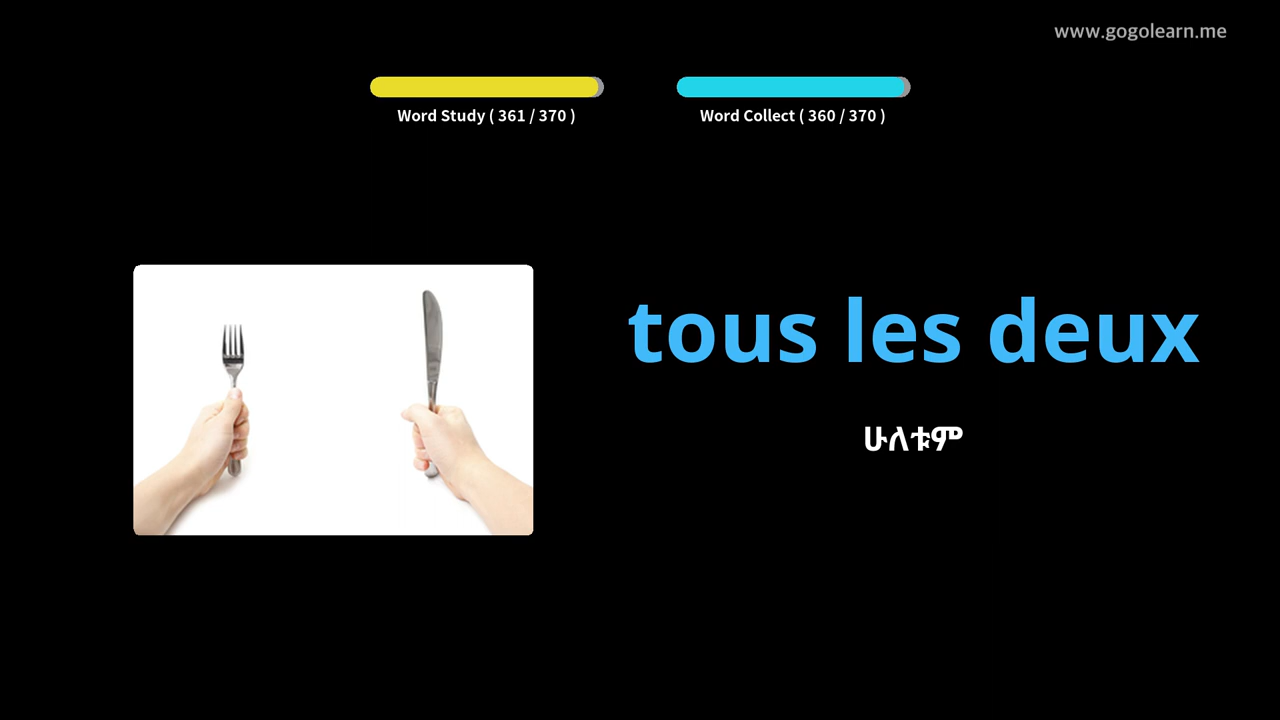 www.gogolearn.me
Word Study ( 361 / 370 )
Word Collect ( 360 / 370 )
tous les deux
ሁለቱም